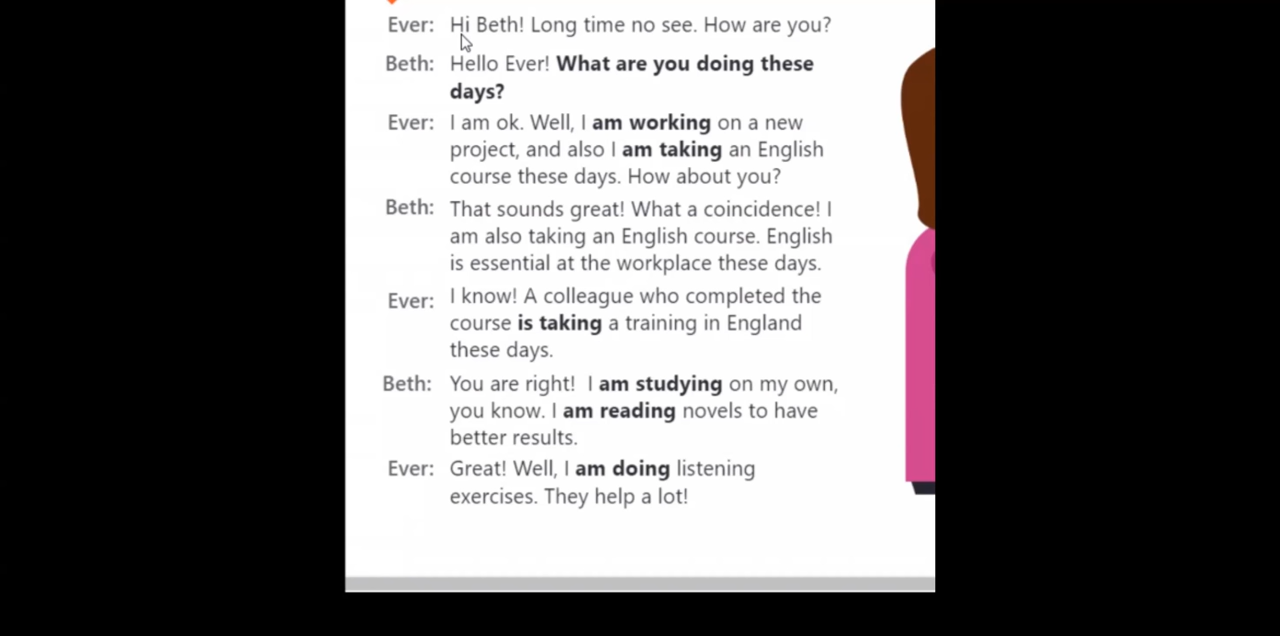 Ever: Hi Beth! Long time no see. How are you?
Beth: Hello Ever! What are you doing these
days?
Ever: I am ok. Well, I am working on a new
project, and also I am taking an English
course these days. How about you?
Beth: That sounds great! What a coincidence! I
am also taking an English course. English
is essential at the workplace these days.
Ever: I know! A colleague who completed the
course is taking a training in England
these days.
Beth: You are right! I am studying on my own,
you know. I am reading novels to have
better results.
Ever: Great! Well, I am doing listening
exercises. They help a lot!